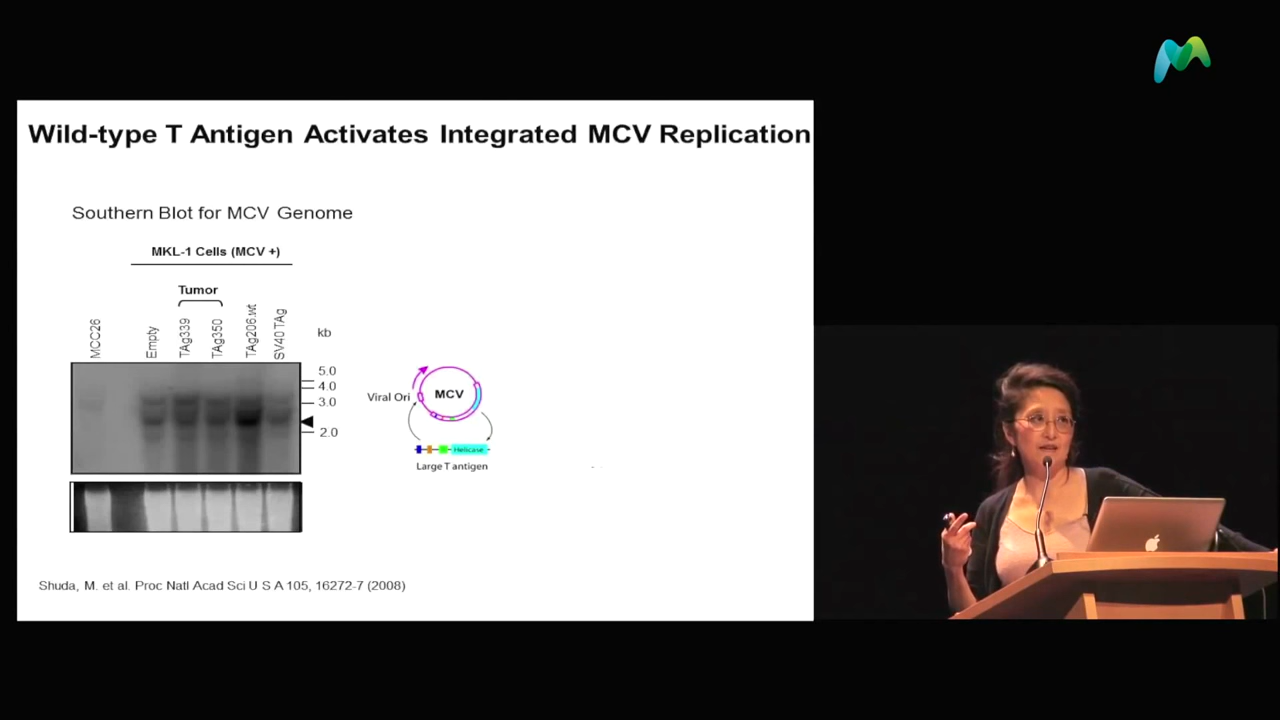 Wild-type T Antigen Activates Integrated MCV Replication
Southern Blot for MCV Genome
MKL-1 Cells (MCV +)
Tumor
MCC26
Empty
TAg339
TAg350
TAg206.wt
SV40 TAg
kb
5.0
4.0
3.0
2.0
Viral Ori
MCV
Helicase
Large T antigen
Shuda, M. et al. Proc Natl Acad Sci U S A 105, 16272-7 (2008)